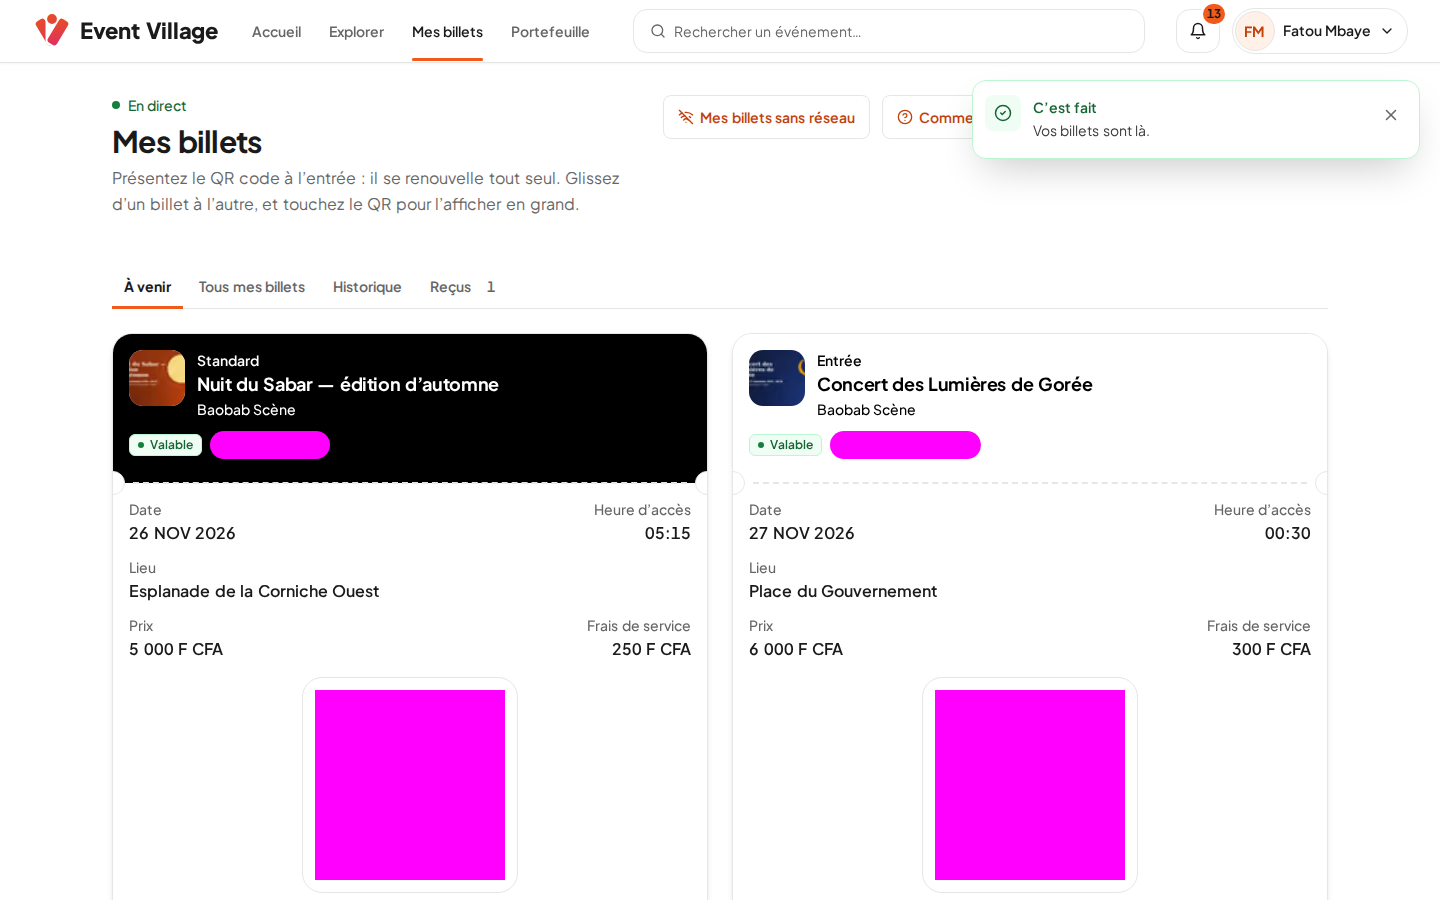 Event Village
Accueil
Explorer
Mes billets
Portefeuille
Rechercher un événement…
13
FM
Fatou Mbaye
En direct
Mes billets
Présentez le QR code à l’entrée : il se renouvelle tout seul. Glissez
d’un billet à l’autre, et touchez le QR pour l’afficher en grand.
Mes billets sans réseau
C’est fait
Vos billets sont là.
À venir
Tous mes billets
Historique
Reçus 1
Standard
Nuit du Sabar — édition d’automne
Baobab Scène
Valable
Date
Heure d’accès
26 NOV 2026
05:15
Lieu
Esplanade de la Corniche Ouest
Prix
Frais de service
5 000 F CFA
250 F CFA
Entrée
Concert des Lumières de Gorée
Baobab Scène
Valable
Date
Heure d’accès
27 NOV 2026
00:30
Lieu
Place du Gouvernement
Prix
Frais de service
6 000 F CFA
300 F CFA